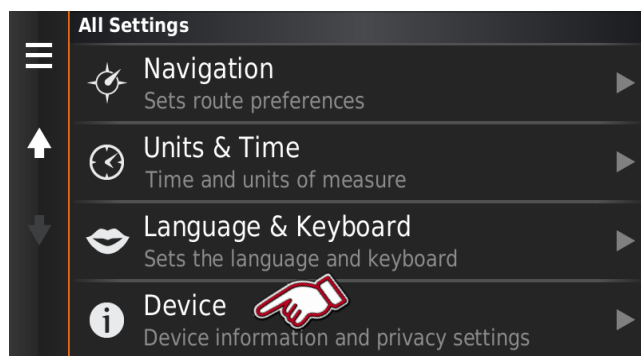 All Settings
Navigation
Sets route preferences
Units & Time
Time and units of measure
Language & Keyboard
Sets the language and keyboard
Device
Device information and privacy settings